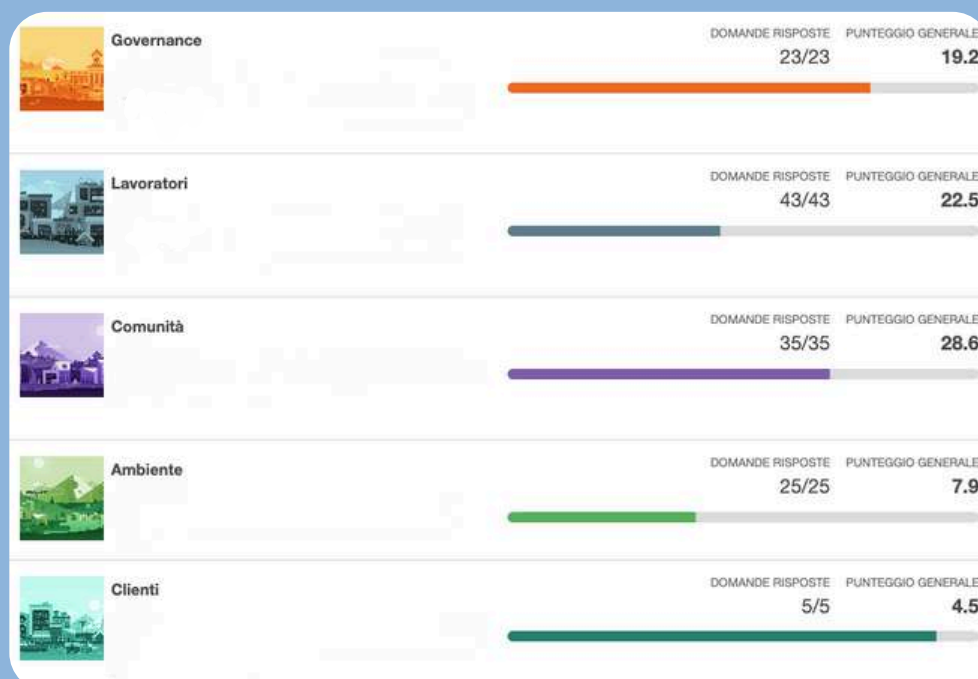 Governance
DOMANDE RISPOSTE PUNTEGGIO GENERALE
23/23 19.2
Lavoratori
DOMANDE RISPOSTE PUNTEGGIO GENERALE
43/43 22.5
Comunità
DOMANDE RISPOSTE PUNTEGGIO GENERALE
35/35 28.6
Ambiente
DOMANDE RISPOSTE PUNTEGGIO GENERALE
25/25 7.9
Clienti
DOMANDE RISPOSTE PUNTEGGIO GENERALE
5/5 4.5